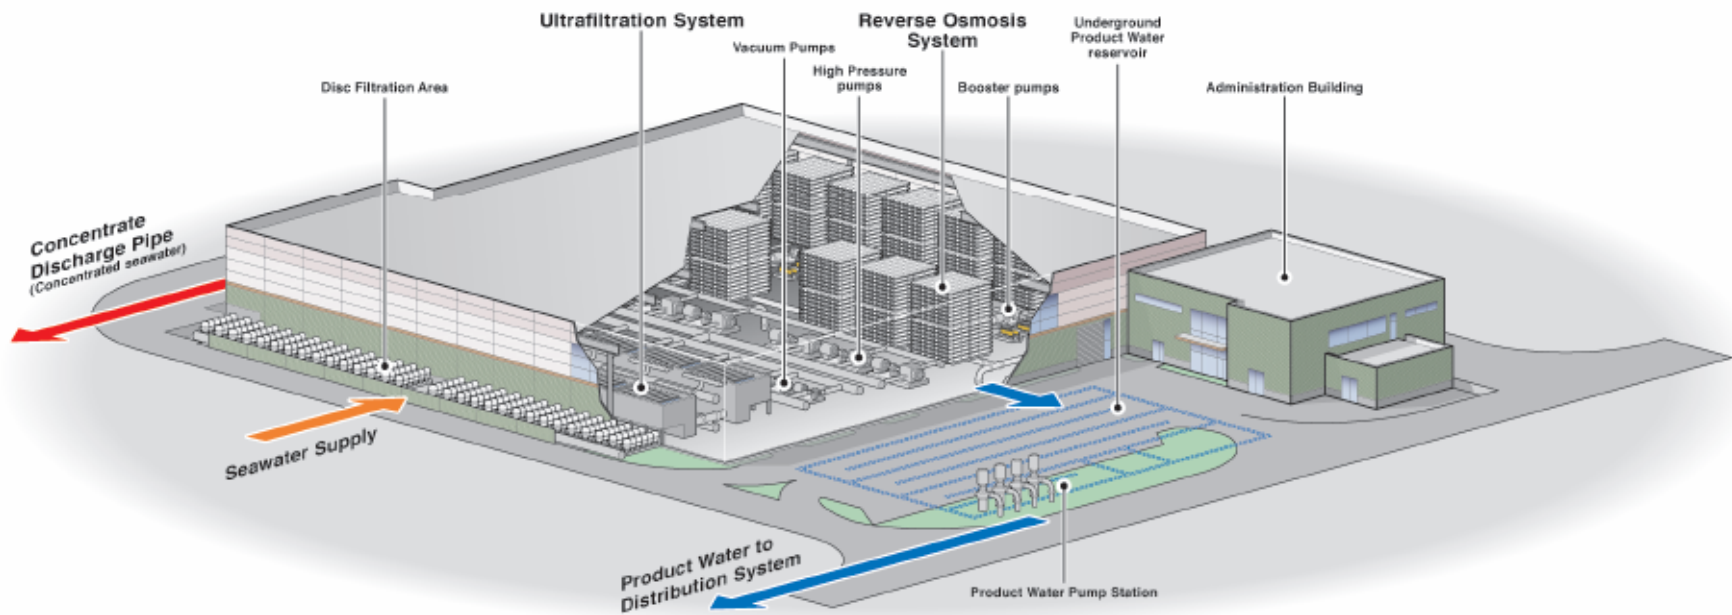 Ultrafiltration System
Reverse Osmosis
System
Underground
Product Water
reservoir
Vacuum Pumps
High Pressure
pumps
Disc Filtration Area
Booster pumps
Administration Building
Concentrate
Discharge Pipe
(Concentrated seawater)
Seawater Supply
Product Water to
Distribution System
Product Water Pump Station